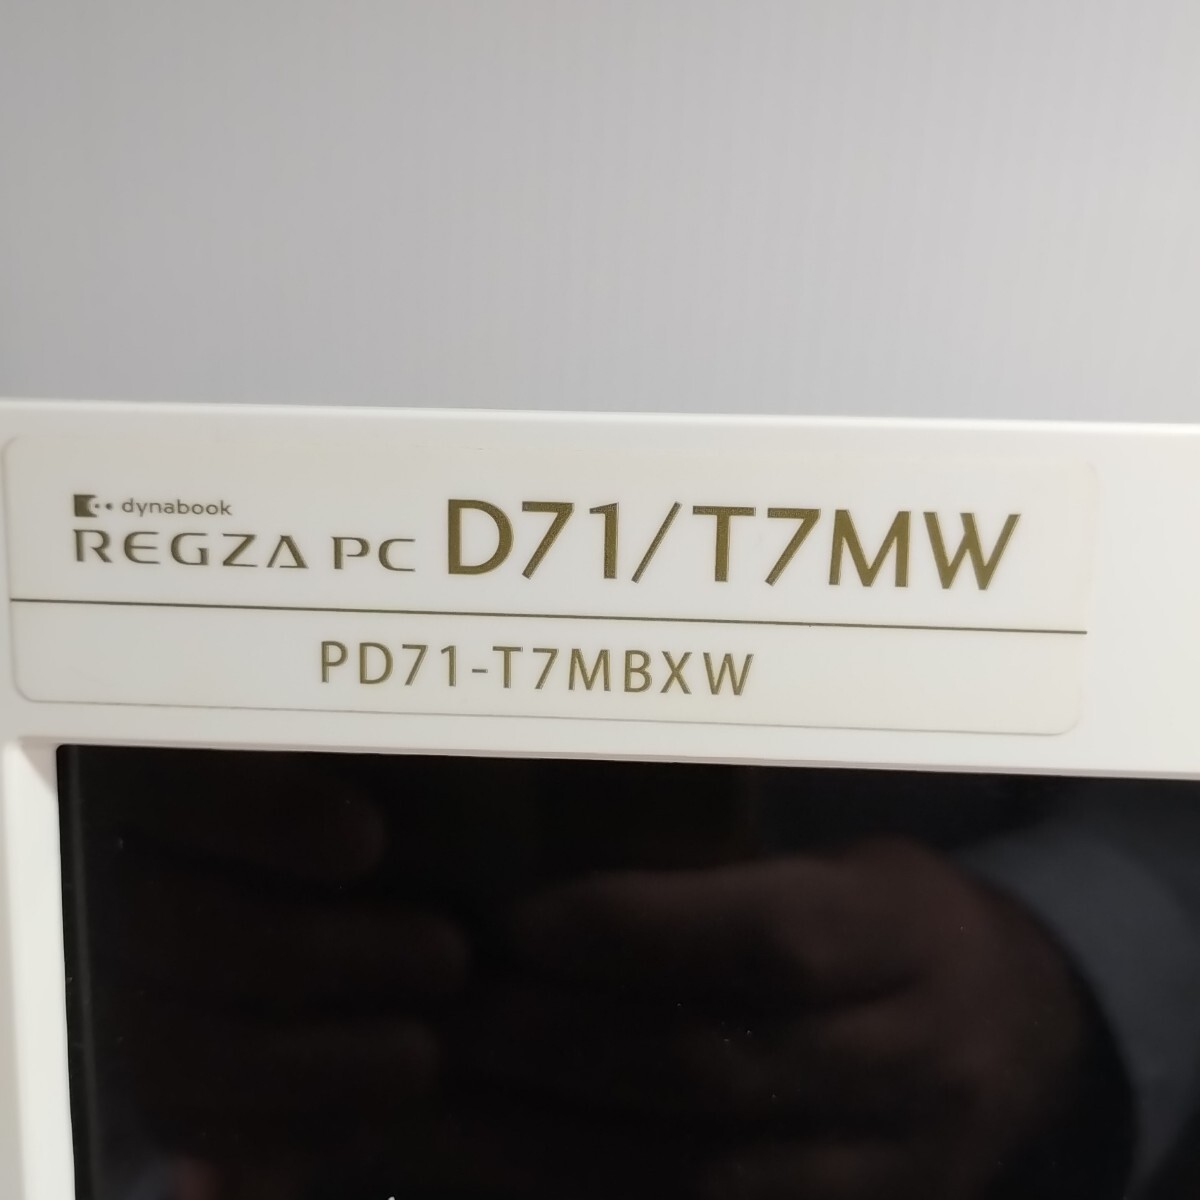 dynabook
REGZA PC D71/T7MW
PD71-T7MBXW